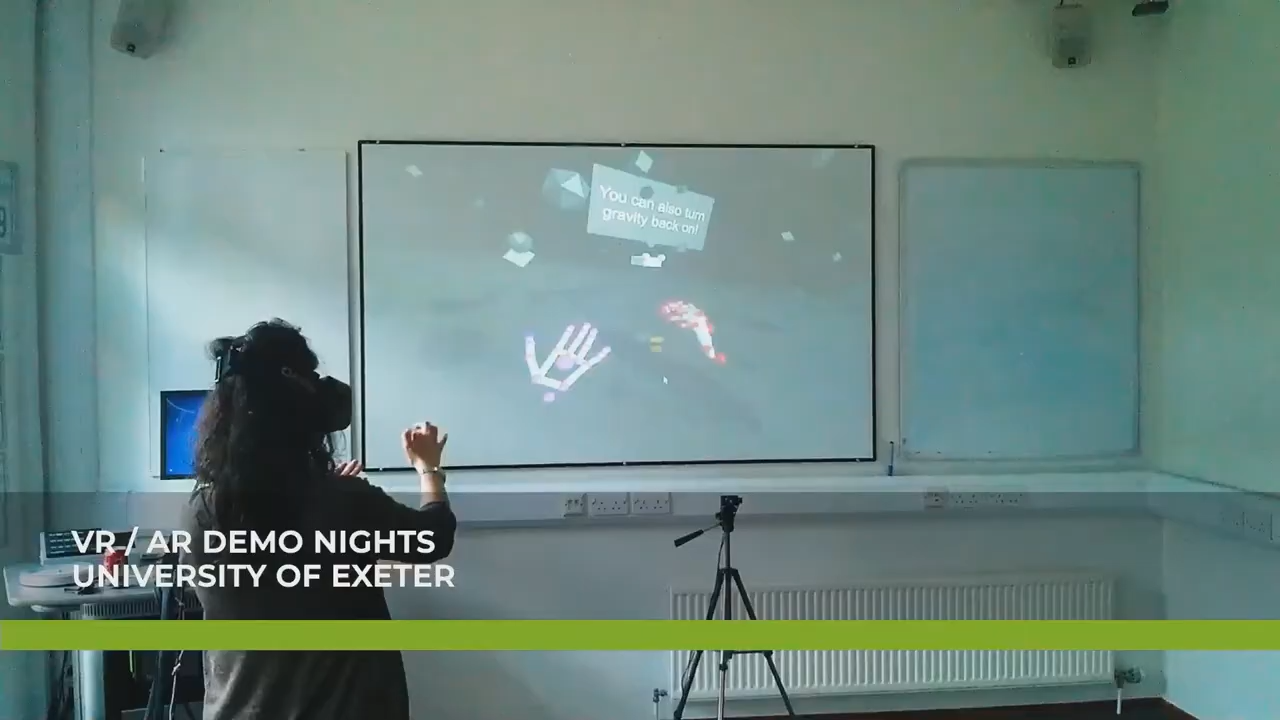 You can also turn
gravity back on!
VR / AR DEMO NIGHTS
UNIVERSITY OF EXETER